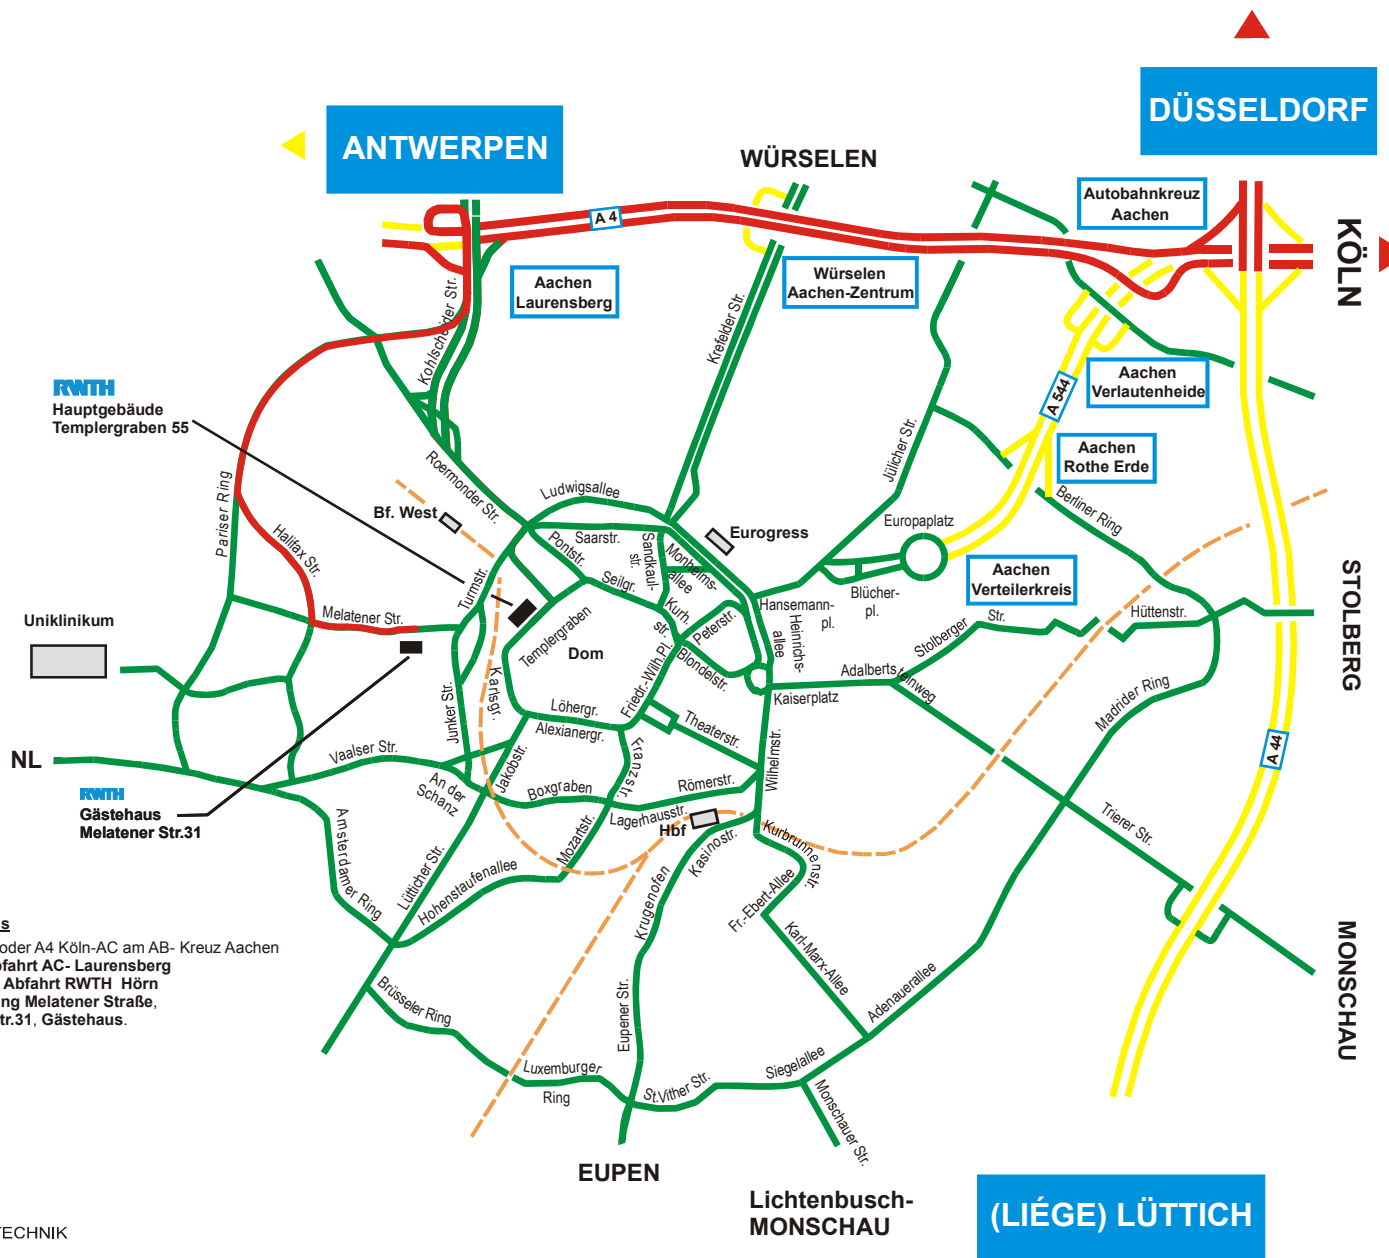 DÜSSELDORF
ANTWERPEN
WÜRSELEN
Autobahnkreuz
Aachen
A 4
KÖLN
Aachen
Laurensberg
Würselen
Aachen-Zentrum
Kohlscheider Str.
Krefelder Str.
RWTH
Hauptgebäude
Templergraben 55
Aachen
Verlautenheide
A 544
Aachen
Rothe Erde
Jülicher Str.
Roermonder Str.
Ludwigsallee
Pariser Ring
Halifax Str.
Bf. West
Berliner Ring
Eurogress
Europaplatz
Saarstr.
Pontstr.
Sandkaul-
str.
Monheims-
allee
Seilgr.
Turmstr.
Aachen
Verteilerkreis
Blücher-
pl.
Hansemann-
pl.
STOLBERG
Melatener Str.
Uniklinikum
Kurh.
str.
Peterstr.
Heinrichs-
allee
Stolberger
Str.
Hüttenstr.
Templergraben
Dom
Blondelstr.
Karlsgr.
Friedr.-Wilh.Pl.
Adalbertsteinweg
Kaiserplatz
Madrider Ring
Junker Str.
Löhergr.
Alexianergr.
Theaterstr.
Wilhelmstr.
NL
Vaalser Str.
Jakobstr.
Franzstr.
A 44
An der
Schanz
Boxgraben
Römerstr.
RWTH
Gästehaus
Melatener Str.31
Amsterdamer Ring
Lagerhausstr.
Hbf
Mozartstr.
Kasinostr.
Kurbrunnenstr.
Trierer Str.
Lütticher Str.
Hohenstaufenallee
Krugenofen
Fr.-Ebert-Allee
Karl-Marx-Allee
MONSCHAU
s
oder A4 Köln-AC am AB- Kreuz Aachen
fahrt AC- Laurensberg
Abfahrt RWTH Hörn
ng Melatener Straße,
tr.31, Gästehaus.
Brüsseler Ring
Eupener Str.
Adenauerallee
Luxemburger
Ring
St.Vither Str.
Siegelallee
Monschauer Str.
EUPEN
Lichtenbusch-
MONSCHAU
(LIÉGE) LÜTTICH
TECHNIK